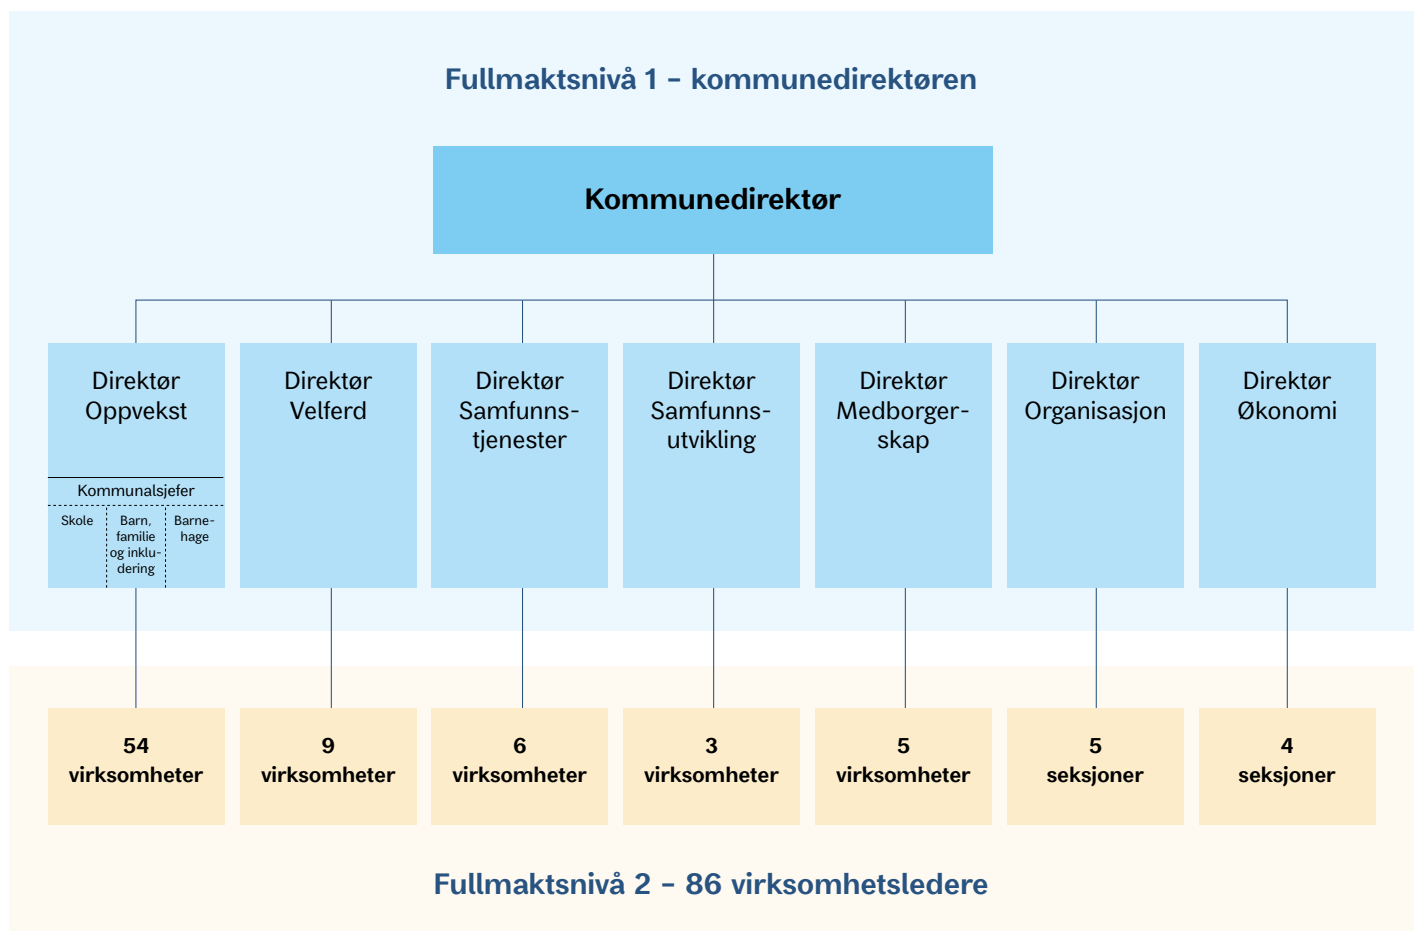 Fullmaktsnivå 1 – kommunedirektøren
Kommunedirektør
Direktør
Oppvekst
Kommunalsjefer
Skole
Barn,
familie
og inklu-
dering
Barne-
hage
Direktør
Velferd
Direktør
Samfunns-
tjenester
Direktør
Samfunns-
utvikling
Direktør
Medborger-
skap
Direktør
Organisasjon
Direktør
Økonomi
54
virksomheter
9
virksomheter
6
virksomheter
3
virksomheter
5
virksomheter
5
seksjoner
4
seksjoner
Fullmaktsnivå 2 – 86 virksomhetsledere